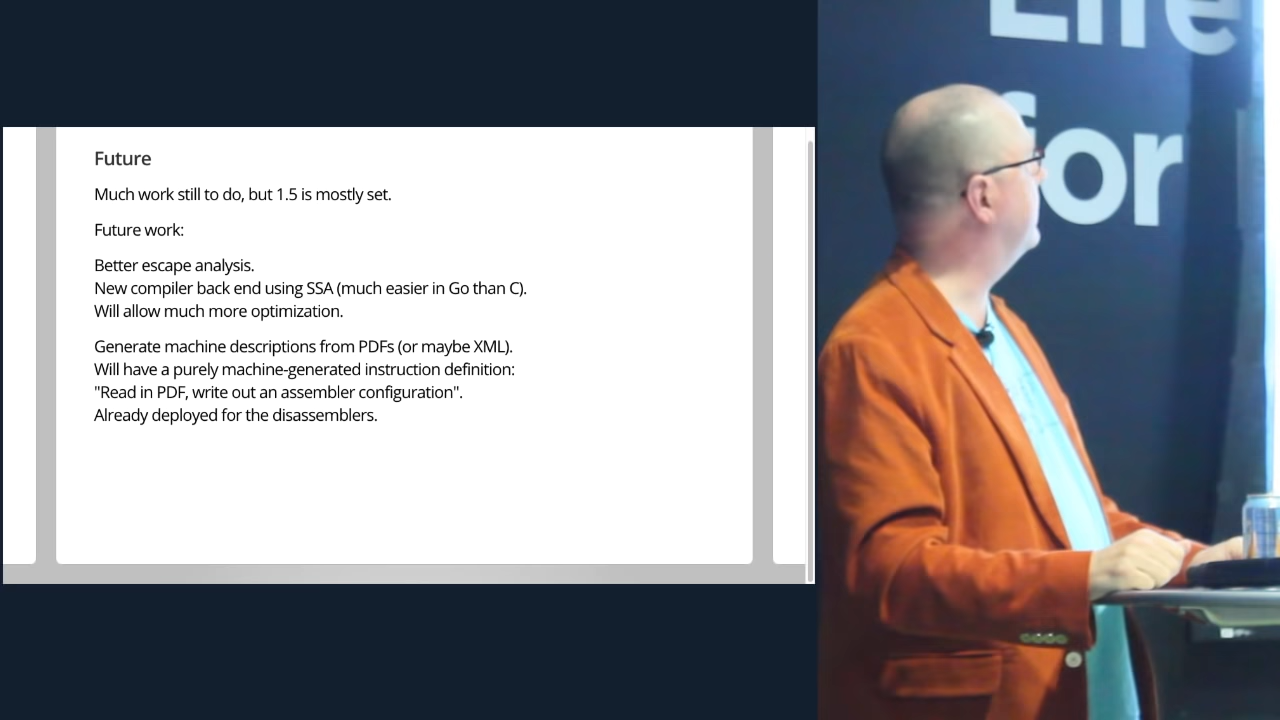 Future
Much work still to do, but 1.5 is mostly set.
Future work:
Better escape analysis.
New compiler back end using SSA (much easier in Go than C).
Will allow much more optimization.
Generate machine descriptions from PDFs (or maybe XML).
Will have a purely machine-generated instruction definition:
"Read in PDF, write out an assembler configuration".
Already deployed for the disassemblers.
Life
for